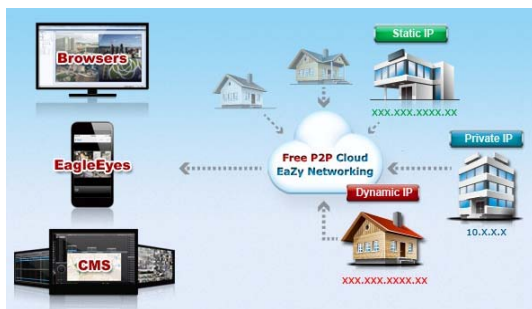 Browsers
Static IP
XXX.XXX.XXXX.XX
EagleEyes
Free P2P Cloud
EaZy Networking
Private IP
10.X.X.X
Dynamic IP
XXX.XXX.XXXX.XX
CMS